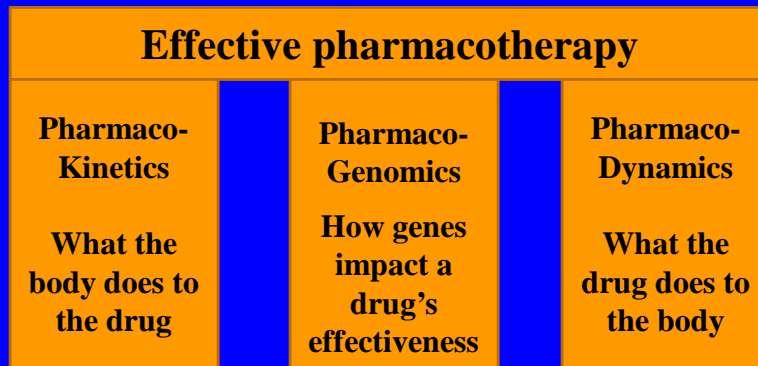 Effective pharmacotherapy
Pharmaco-
Kinetics
What the
body does to
the drug
Pharmaco-
Genomics
How genes
impact a
drug's
effectiveness
Pharmaco-
Dynamics
What the
drug does to
the body